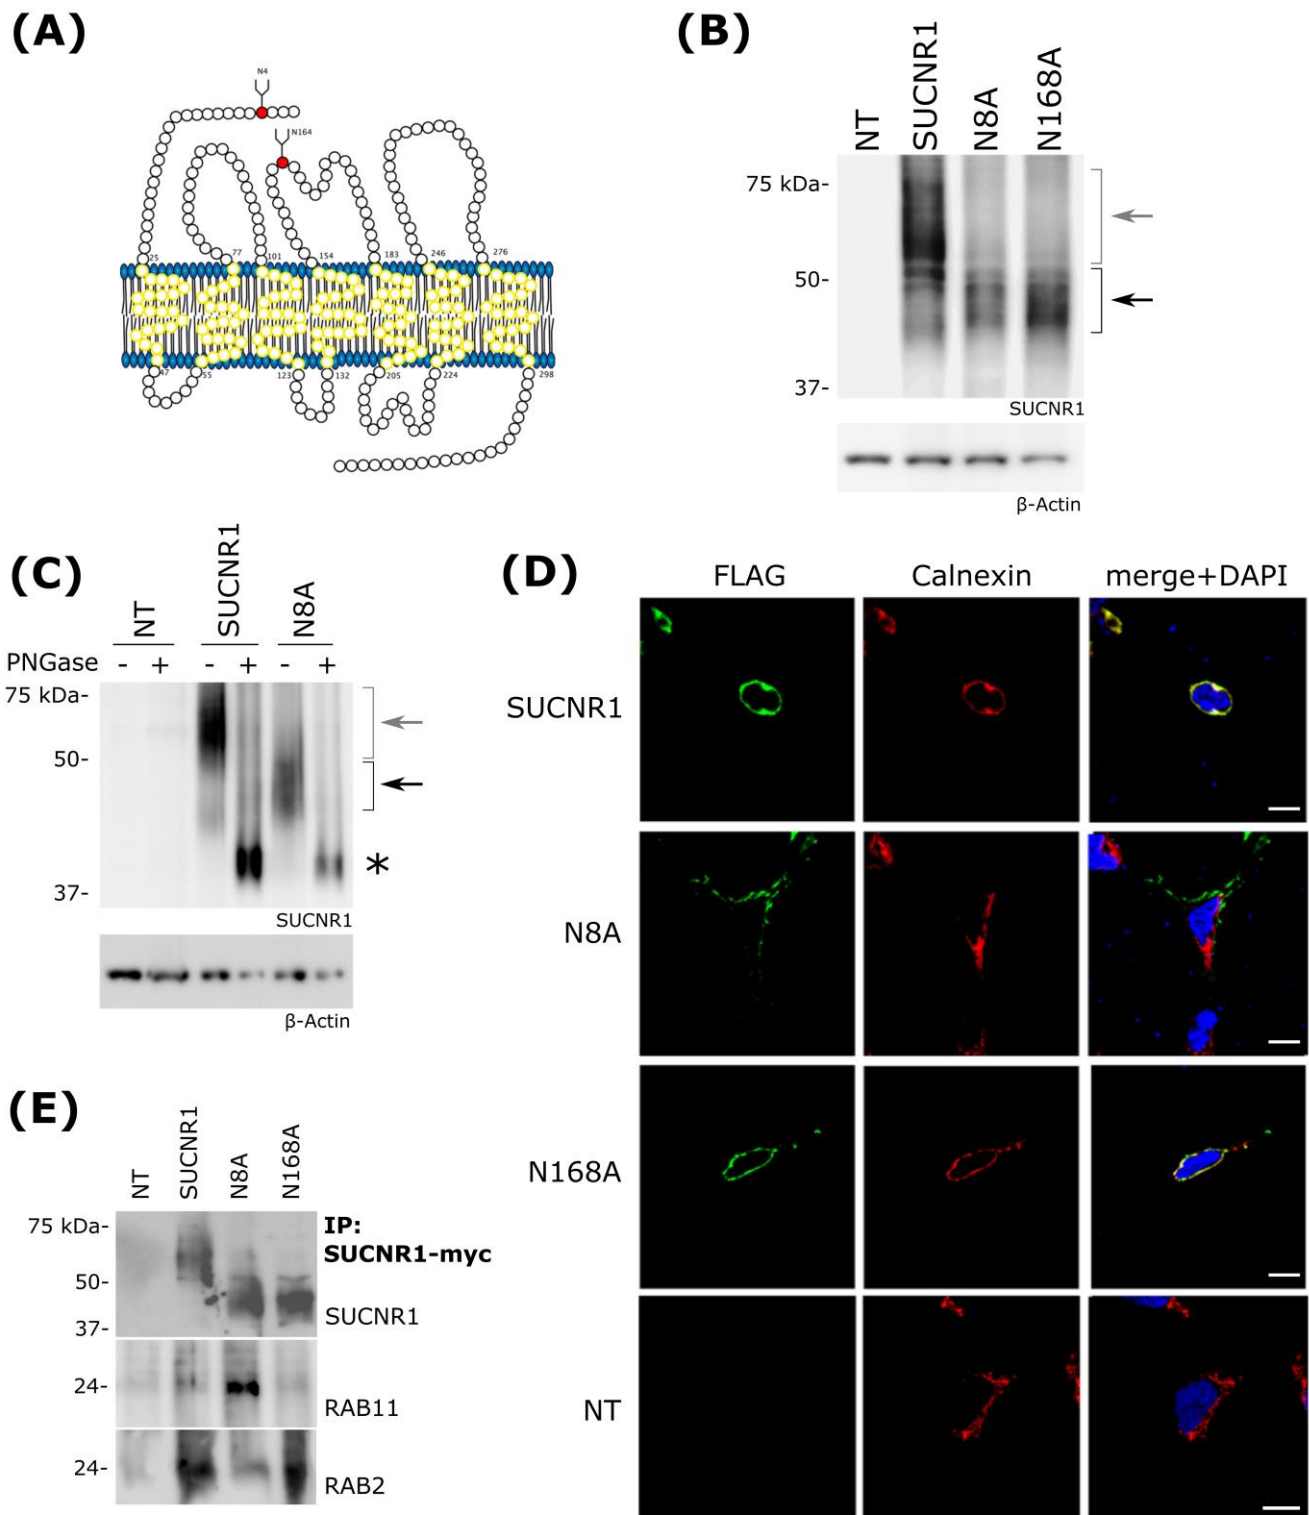 (A)
N4
N164
25
77
101
154
183
246
276
47
55
123
132
205
224
298
(B)
NT
SUCNR1
N8A
N168A
75 kDa-
50-
37-
SUCNR1
β-Actin
(C)
NT
SUCNR1
N8A
PNGase - + - + - +
75 kDa-
50-
37-
*
SUCNR1
β-Actin
(D)
FLAG Calnexin merge+DAPI
SUCNR1
N8A
N168A
NT
(E)
NT
SUCNR1
N8A
N168A
75 kDa-
50-
37-
IP:
SUCNR1-myc
SUCNR1
24-
RAB11
24-
RAB2